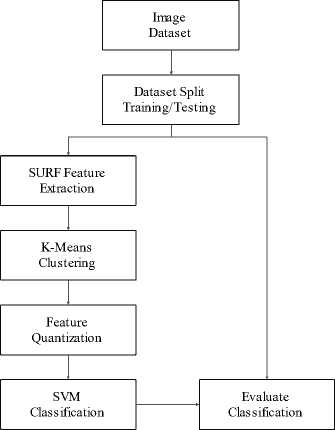 Image
Dataset
Dataset Split
Training/Testing
SURF Feature
Extraction
K-Means
Clustering
Feature
Quantization
SVM
Classification
Evaluate
Classification